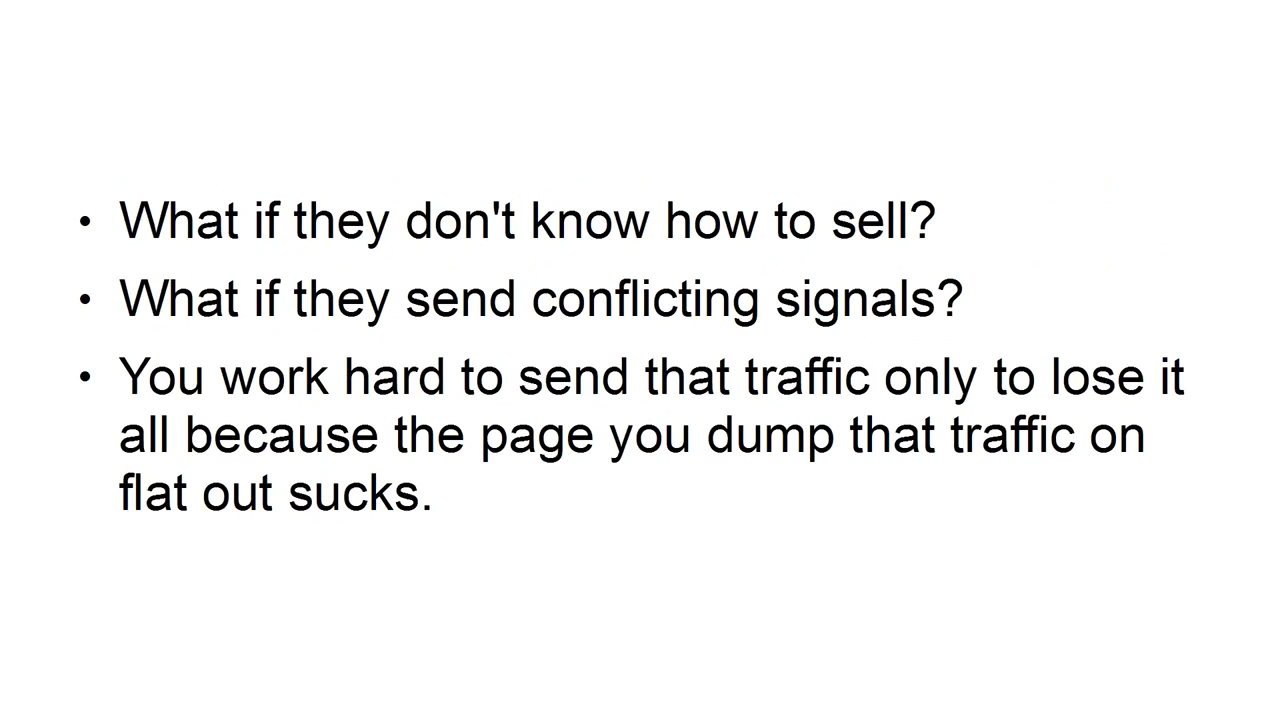 • What if they don't know how to sell?
• What if they send conflicting signals?
• You work hard to send that traffic only to lose it
all because the page you dump that traffic on
flat out sucks.